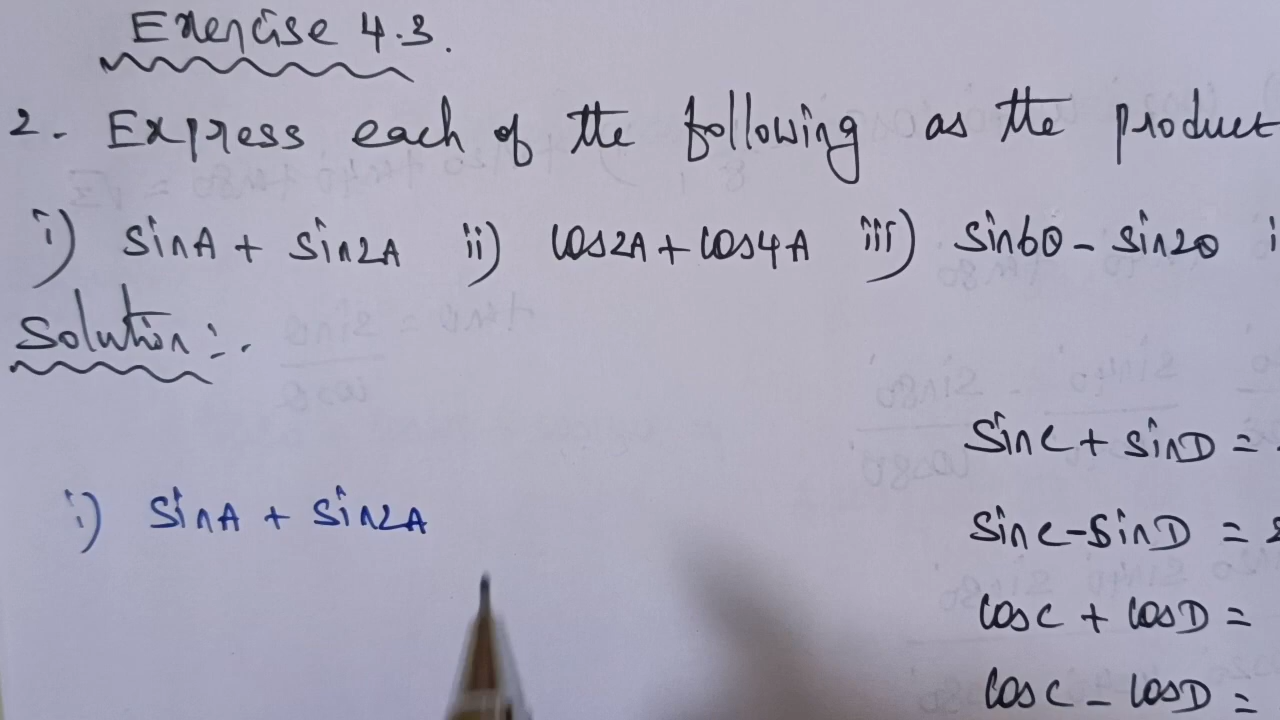 Exercise 4.3.
2. Express each of the following as the product
i) sinA + sin2A ii) cos2A + cos4A iii) sin6θ - sin2θ i
Solution:-
sinC + sinD =
i) sinA + sin2A
sinC - sinD = 2
cosC + cosD =
cosC - cosD =